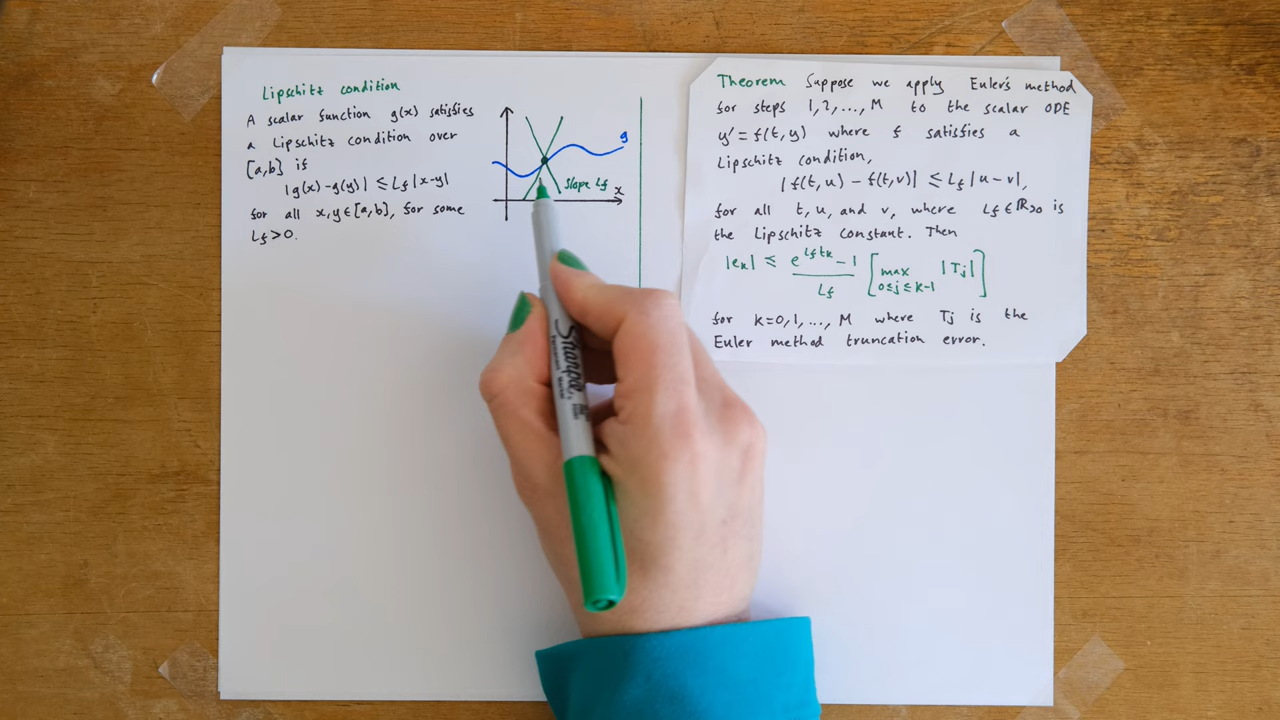 Lipschitz condition
A scalar function g(x) satisfies
a Lipschitz condition over
[a,b] if
|g(x)-g(y)| ≤ Lf |x-y|
for all x,y∈[a,b], for some
Lf>0.
g
Slope Lf
x
Theorem Suppose we apply Euler's method
for steps 1,2,...,M to the scalar ODE
y'=f(t,y) where f satisfies a
Lipschitz condition,
|f(t,u) - f(t,v)| ≤ Lf |u-v|,
for all t,u, and v, where Lf∈ℝ>0 is
the Lipschitz constant. Then
|ek| ≤ e^{Lf tk} - 1 / Lf [max 0≤j≤k-1 |Tj|]
for k=0,1,..., M where Tj is the
Euler method truncation error.
Sharpie